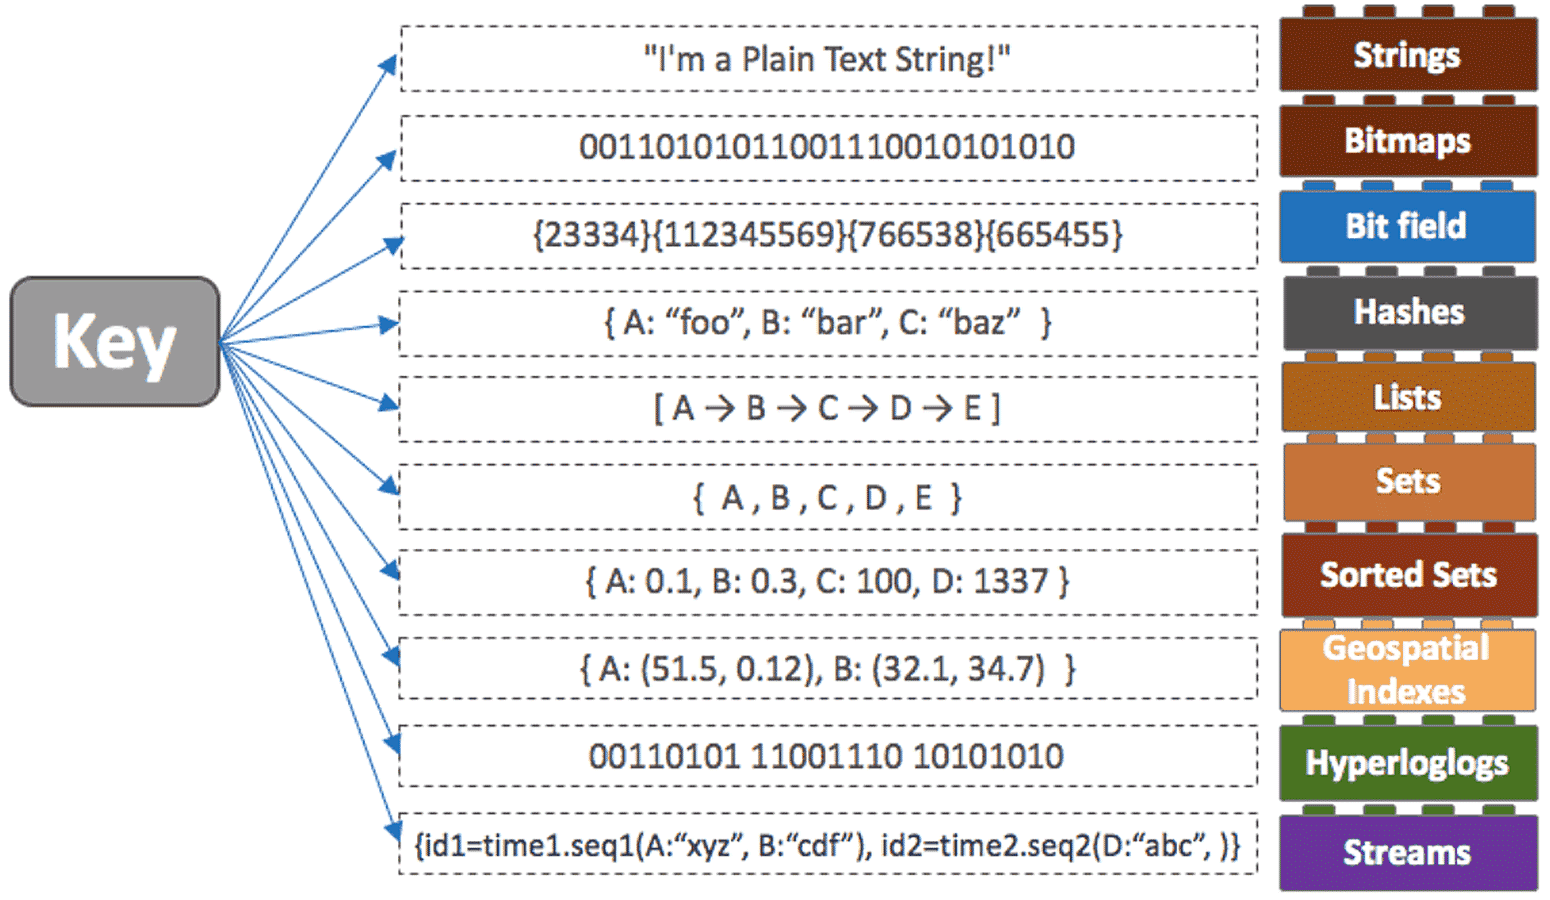 Key
"I'm a Plain Text String!"
Strings
00110101011001110010101010
Bitmaps
{23334}{112345569}{766538}{665455}
Bit field
{ A: “foo”, B: “bar”, C: “baz” }
Hashes
[ A → B → C → D → E ]
Lists
{ A , B , C , D , E }
Sets
{ A: 0.1, B: 0.3, C: 100, D: 1337 }
Sorted Sets
{ A: (51.5, 0.12), B: (32.1, 34.7) }
Geospatial
Indexes
00110101 11001110 10101010
Hyperloglogs
{id1=time1.seq1(A:“xyz”, B:“cdf”), id2=time2.seq2(D:“abc”, )}
Streams